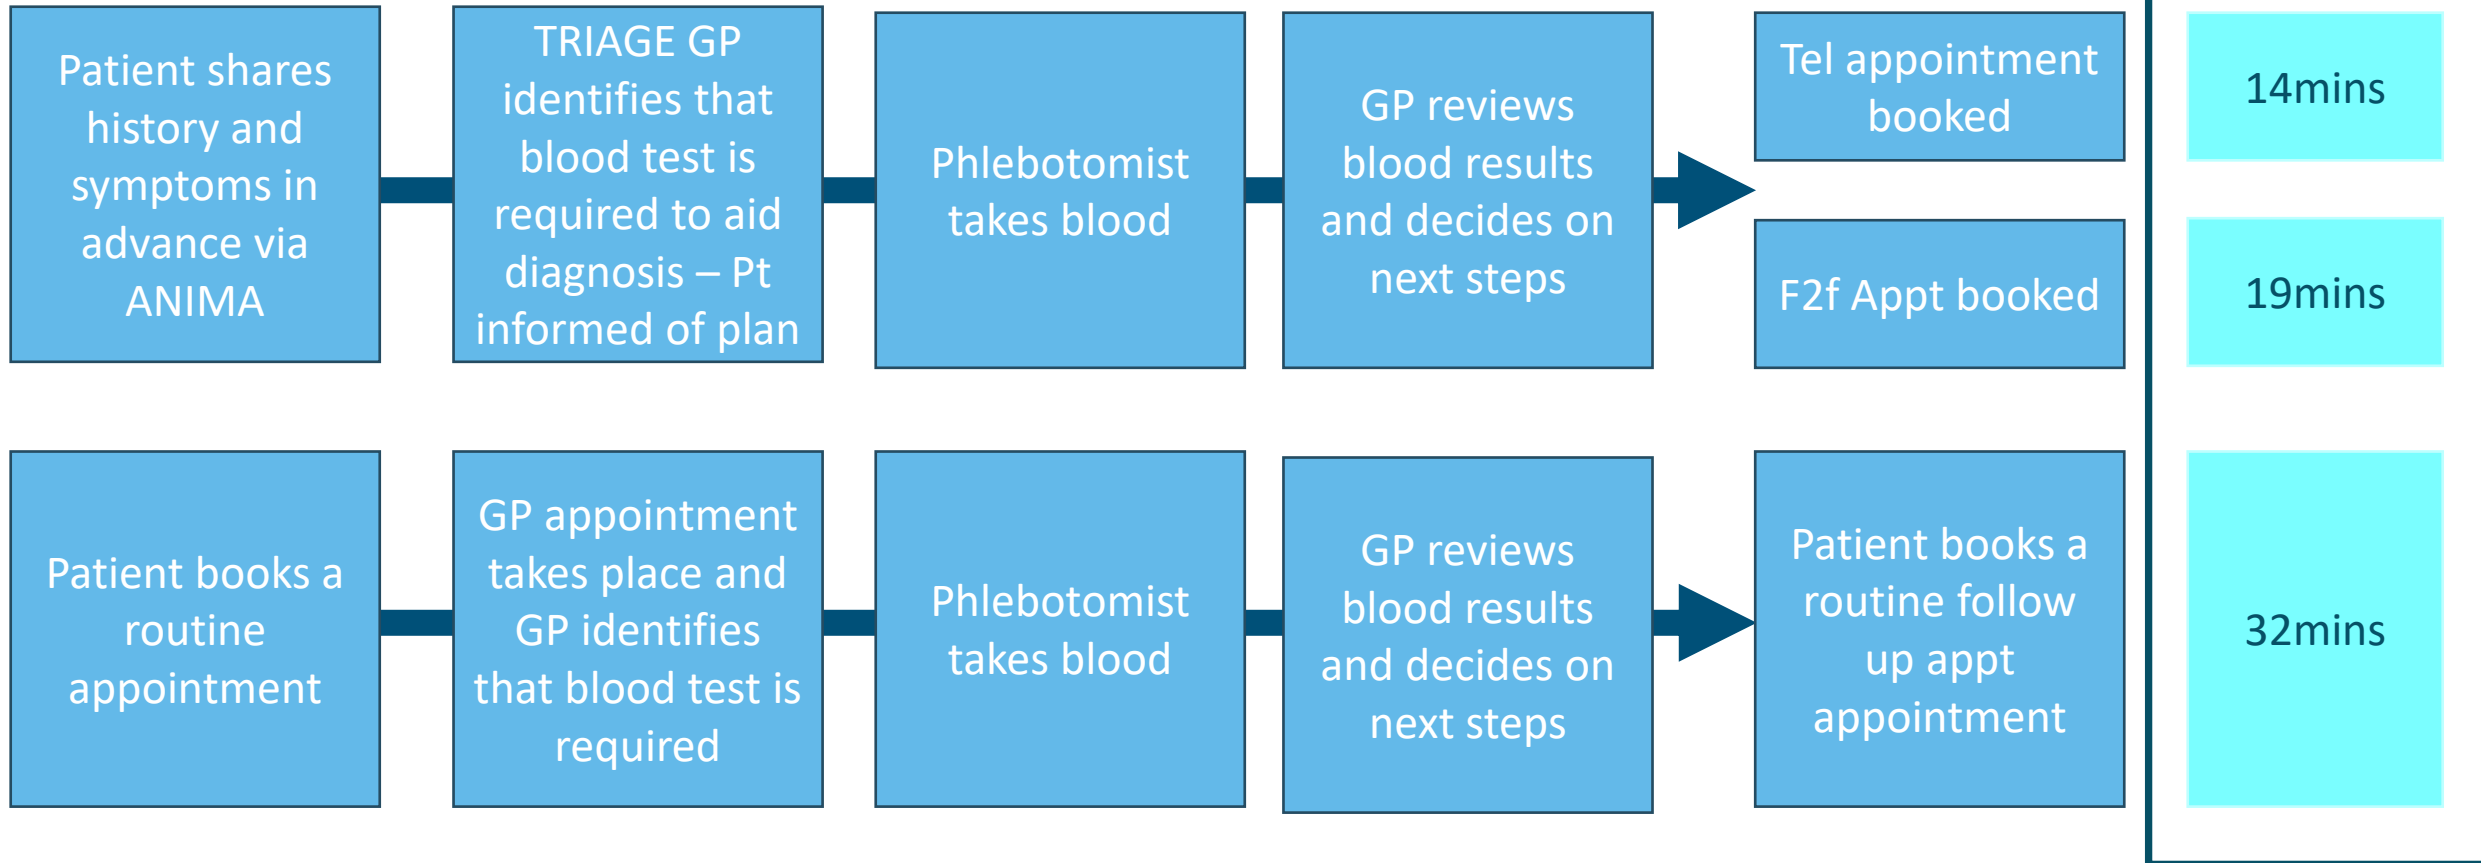 Patient shares
history and
symptoms in
advance via
ANIMA
TRIAGE GP
identifies that
blood test is
required to aid
diagnosis – Pt
informed of plan
Phlebotomist
takes blood
GP reviews
blood results
and decides on
next steps
Tel appointment
booked
14mins
F2f Appt booked
19mins
Patient books a
routine
appointment
GP appointment
takes place and
GP identifies
that blood test is
required
Phlebotomist
takes blood
GP reviews
blood results
and decides on
next steps
Patient books a
routine follow
up appt
appointment
32mins